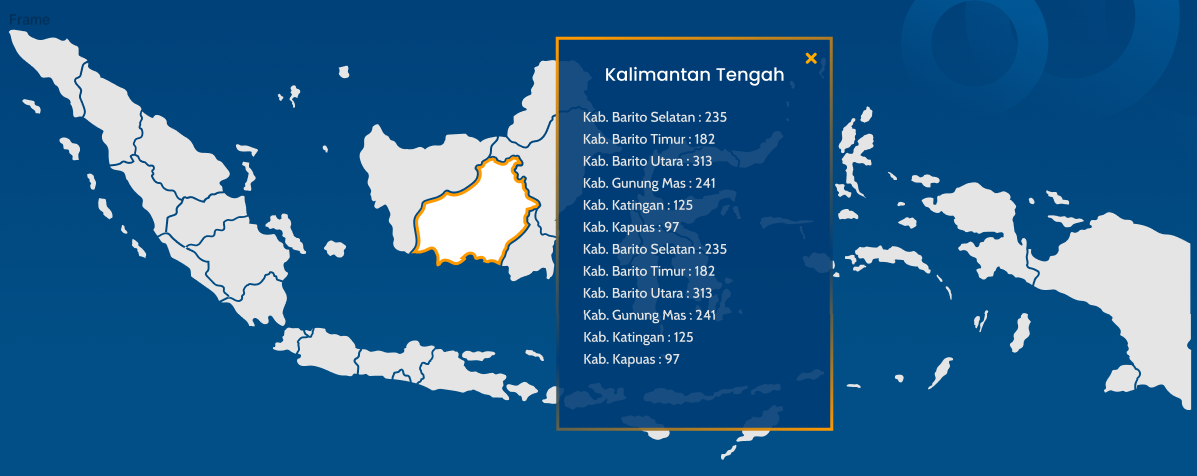 Frame
Kalimantan Tengah
Kab. Barito Selatan : 235
Kab. Barito Timur : 182
Kab. Barito Utara : 313
Kab. Gunung Mas : 241
Kab. Katingan : 125
Kab. Kapuas : 97
Kab. Barito Selatan : 235
Kab. Barito Timur : 182
Kab. Barito Utara : 313
Kab. Gunung Mas : 241
Kab. Katingan : 125
Kab. Kapuas : 97